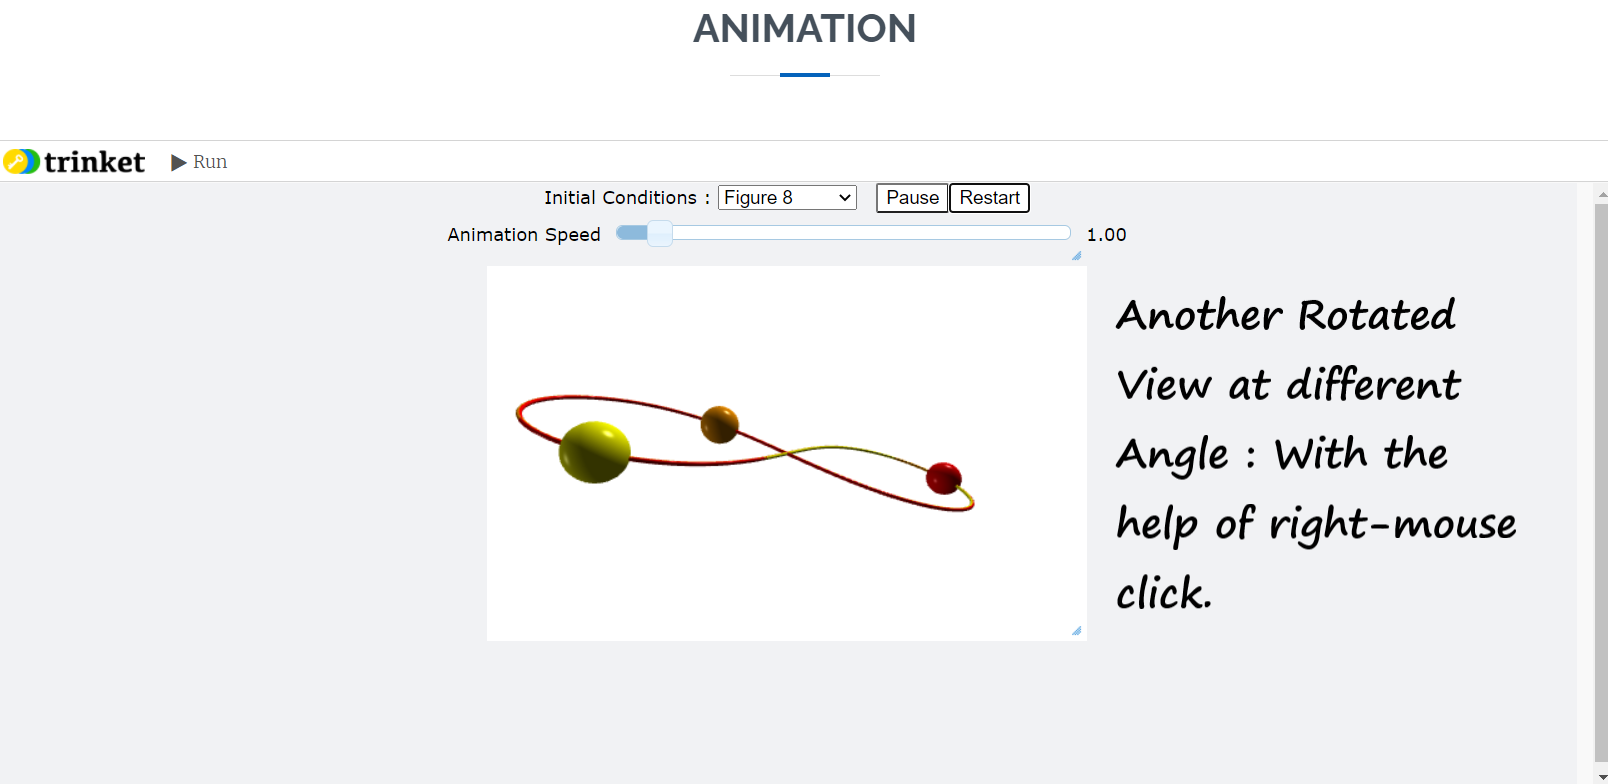 ANIMATION
trinket Run
Initial Conditions : Figure 8 Pause Restart
Animation Speed 1.00
Another Rotated
View at different
Angle : With the
help of right-mouse
click.